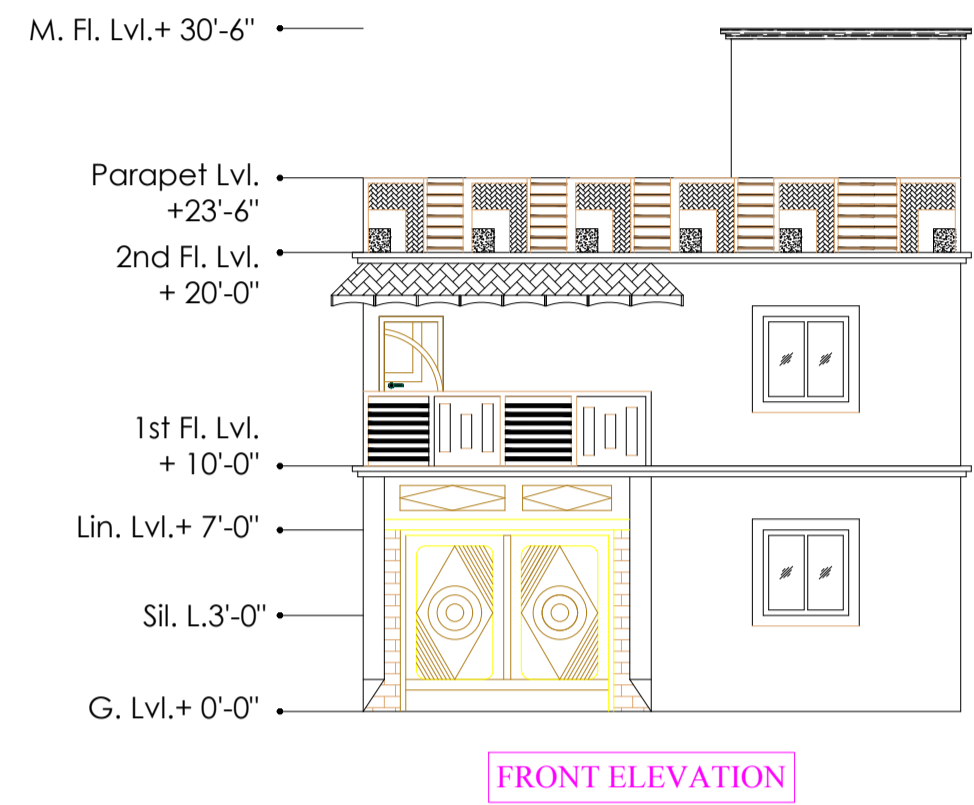 M. Fl. Lvl.+ 30'-6"
Parapet Lvl.
+23'-6"
2nd Fl. Lvl.
+ 20'-0"
1st Fl. Lvl.
+ 10'-0"
Lin. Lvl.+ 7'-0"
Sil. L.3'-0"
G. Lvl.+ 0'-0"
FRONT ELEVATION